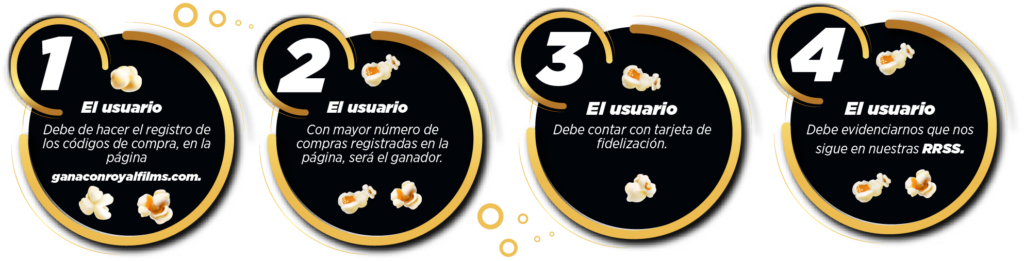 1
El usuario
Debe de hacer el registro de
los códigos de compra, en la
página
ganaconroyalfilms.com.
2
El usuario
Con mayor número de
compras registradas en la
página, será el ganador.
3
El usuario
Debe contar con tarjeta de
fidelización.
4
El usuario
Debe evidenciarnos que nos
sigue en nuestras RRSS.